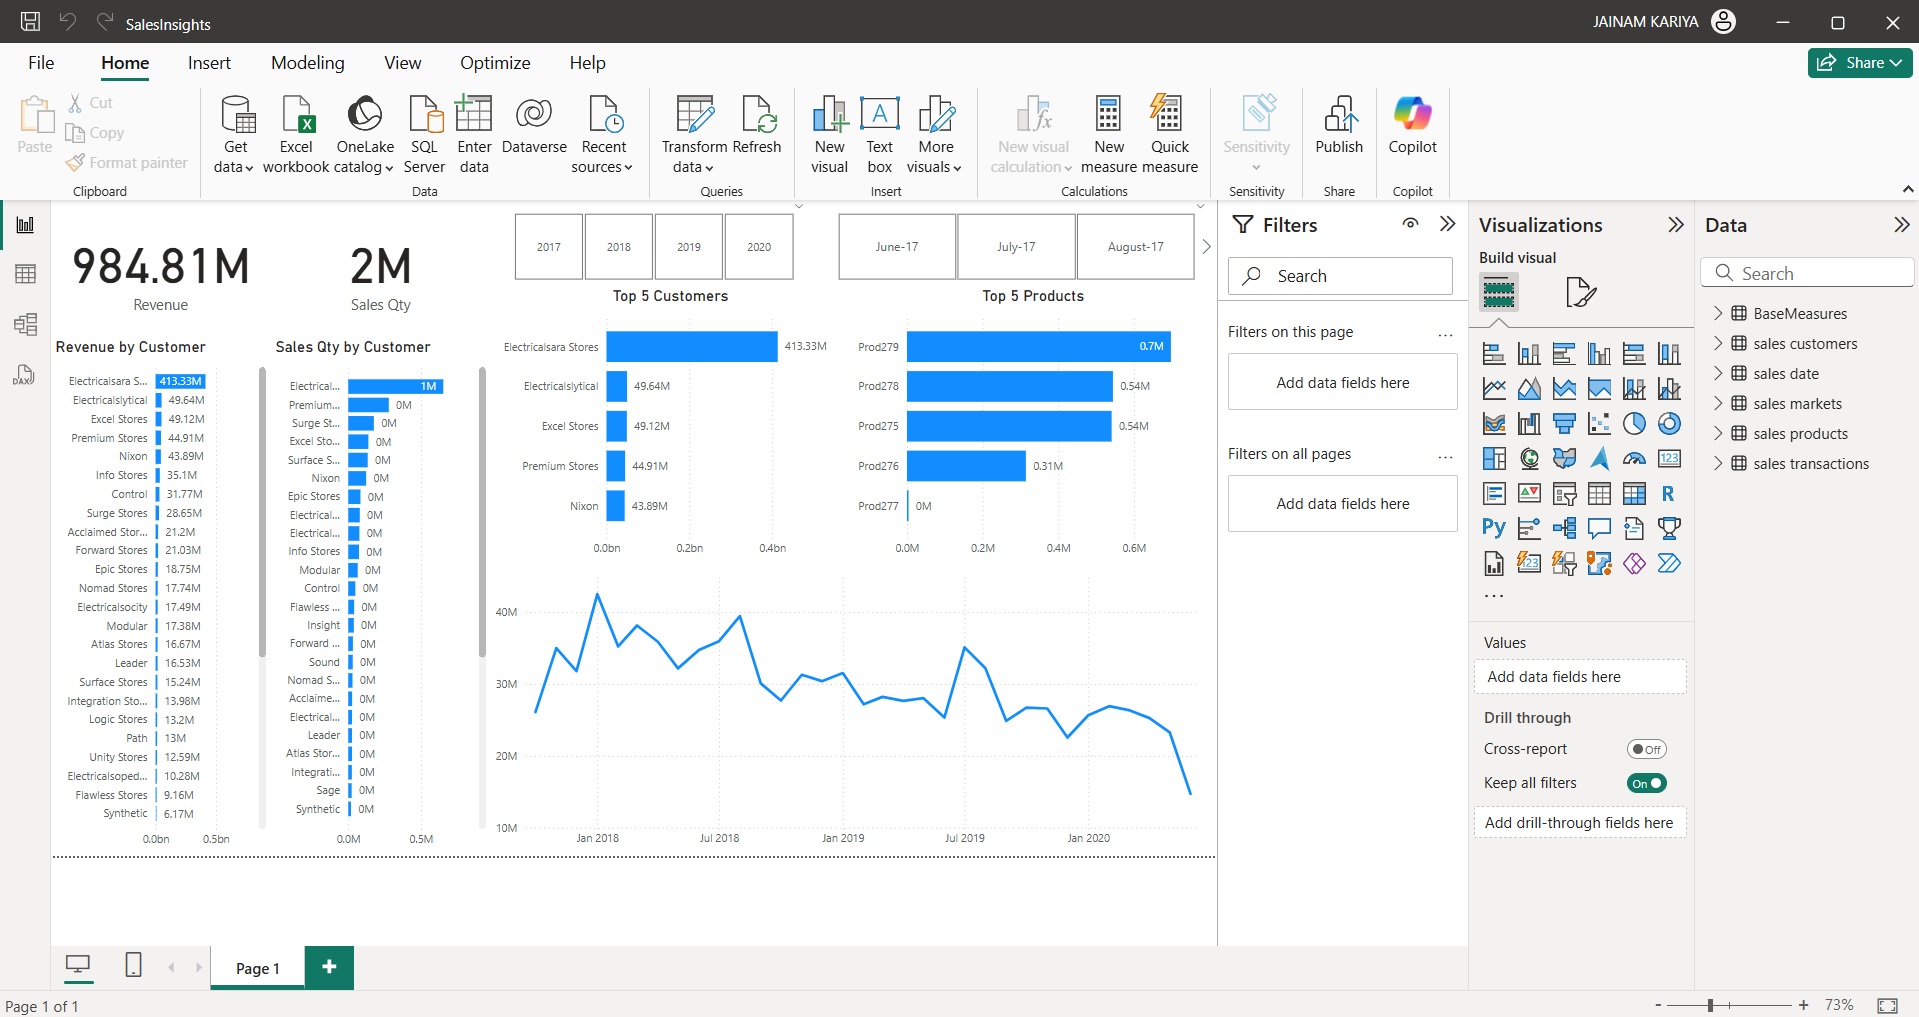 SalesInsights
JAINAM KARIYA
File Home Insert Modeling View Optimize Help
Share
Paste
Cut
Copy
Format painter
Clipboard
Get data
Excel workbook
OneLake catalog
SQL Server
Enter data
Dataverse
Recent sources
Data
Transform data
Refresh
Queries
New visual
Text box
More visuals
Insert
New visual calculation
New measure
Quick measure
Calculations
Sensitivity
Sensitivity
Publish
Share
Copilot
Copilot
984.81M
Revenue
2M
Sales Qty
2017 2018 2019 2020
June-17 July-17 August-17
Revenue by Customer
Electricalsara S... 413.33M
Electricalslytical 49.64M
Excel Stores 49.12M
Premium Stores 44.91M
Nixon 43.89M
Info Stores 35.1M
Control 31.77M
Surge Stores 28.65M
Acclaimed Stor... 21.2M
Forward Stores 21.03M
Epic Stores 18.75M
Nomad Stores 17.74M
Electricalsocity 17.49M
Modular 17.38M
Atlas Stores 16.67M
Leader 16.53M
Surface Stores 15.24M
Integration Sto... 13.98M
Logic Stores 13.2M
Path 13M
Unity Stores 12.59M
Electricalsoped... 10.28M
Flawless Stores 9.16M
Synthetic 6.17M
0.0bn 0.5bn
Sales Qty by Customer
Electrical... 1M
Premium... 0M
Surge St... 0M
Excel Sto... 0M
Surface S... 0M
Nixon 0M
Epic Stores 0M
Electrical... 0M
Electrical... 0M
Info Stores 0M
Modular 0M
Control 0M
Flawless ... 0M
Insight 0M
Forward ... 0M
Sound 0M
Nomad S... 0M
Acclaime... 0M
Electrical... 0M
Leader 0M
Atlas Stor... 0M
Integrati... 0M
Sage 0M
Synthetic 0M
0.0M 0.5M
Top 5 Customers
Electricalsara Stores 413.33M
Electricalslytical 49.64M
Excel Stores 49.12M
Premium Stores 44.91M
Nixon 43.89M
0.0bn 0.2bn 0.4bn
Top 5 Products
Prod279 0.7M
Prod278 0.54M
Prod275 0.54M
Prod276 0.31M
Prod277 0M
0.0M 0.2M 0.4M 0.6M
40M
30M
20M
10M
Jan 2018 Jul 2018 Jan 2019 Jul 2019 Jan 2020
Filters
Search
Filters on this page ...
Add data fields here
Filters on all pages ...
Add data fields here
Visualizations
Build visual
123
R
Py
123
...
Values
Add data fields here
Drill through
Cross-report Off
Keep all filters On
Add drill-through fields here
Data
Search
BaseMeasures
sales customers
sales date
sales markets
sales products
sales transactions
DAX
Page 1 +
Page 1 of 1
- + 73%